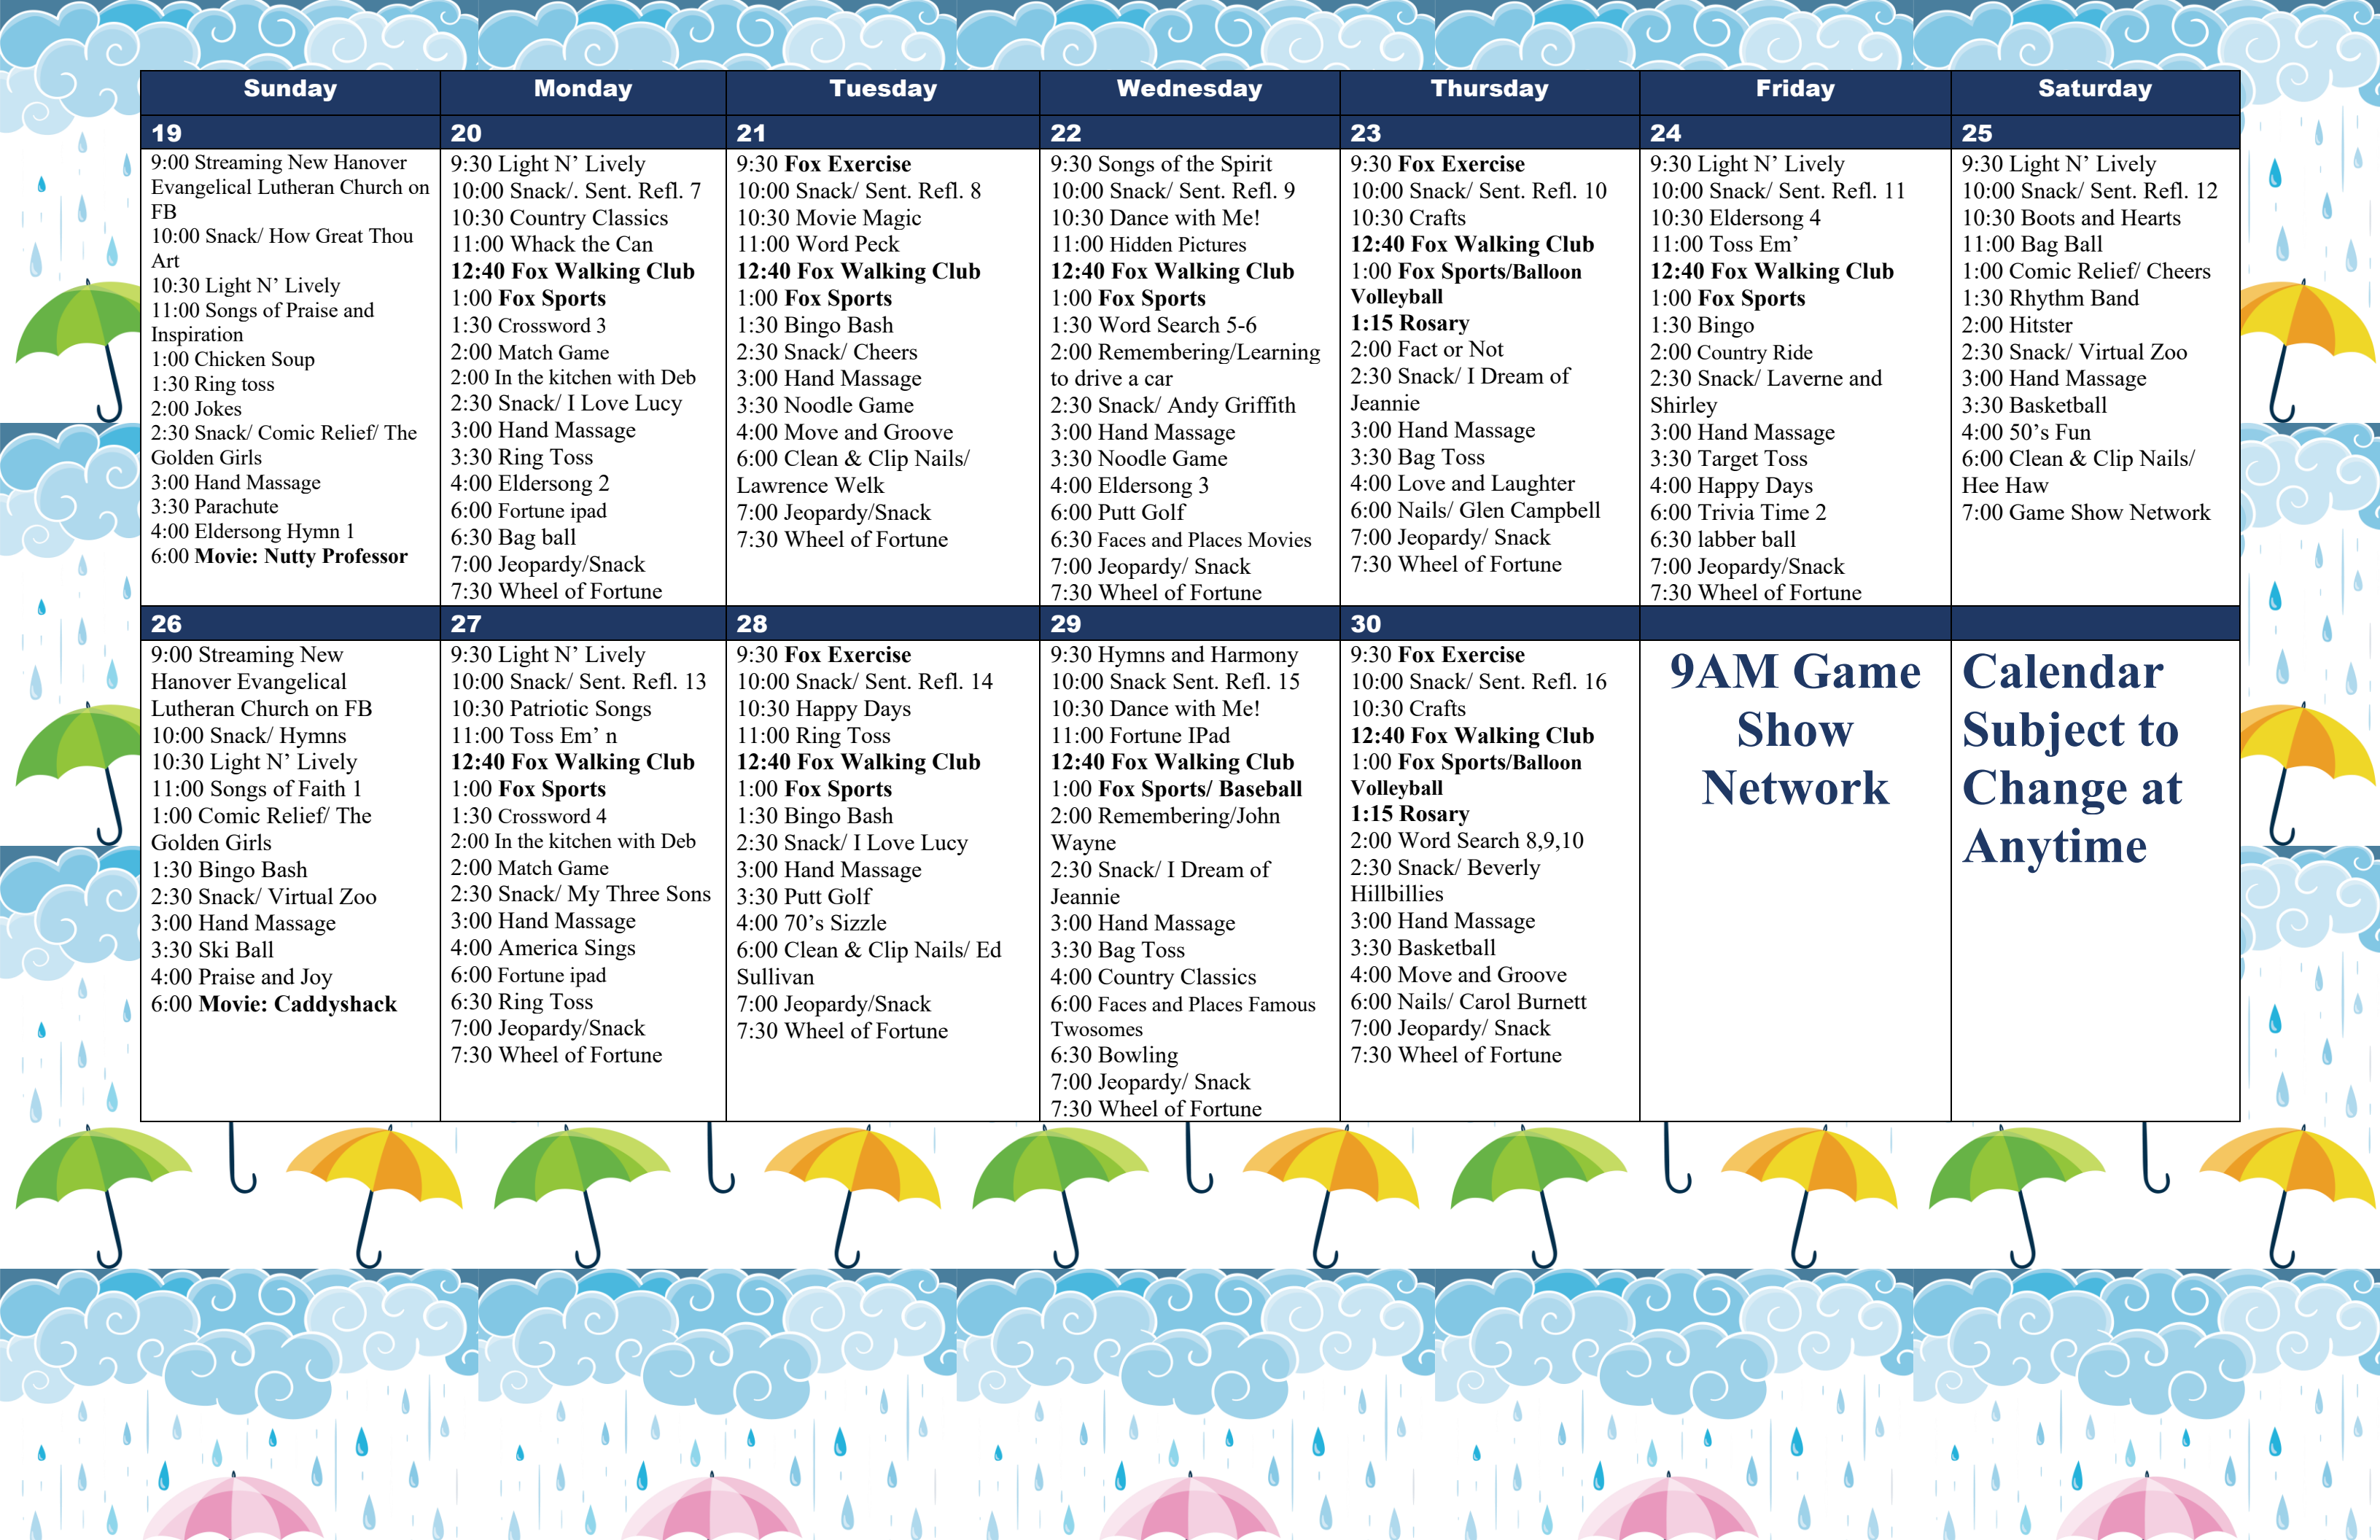 Sunday
Monday
Tuesday
Wednesday
Thursday
Friday
Saturday
19
20
21
22
23
24
25
9:00 Streaming New Hanover
Evangelical Lutheran Church on
FB
10:00 Snack/ How Great Thou
Art
10:30 Light N’ Lively
11:00 Songs of Praise and
Inspiration
1:00 Chicken Soup
1:30 Ring toss
2:00 Jokes
2:30 Snack/ Comic Relief/ The
Golden Girls
3:00 Hand Massage
3:30 Parachute
4:00 Eldersong Hymn 1
6:00 Movie: Nutty Professor
9:30 Light N’ Lively
10:00 Snack/. Sent. Refl. 7
10:30 Country Classics
11:00 Whack the Can
12:40 Fox Walking Club
1:00 Fox Sports
1:30 Crossword 3
2:00 Match Game
2:00 In the kitchen with Deb
2:30 Snack/ I Love Lucy
3:00 Hand Massage
3:30 Ring Toss
4:00 Eldersong 2
6:00 Fortune ipad
6:30 Bag ball
7:00 Jeopardy/Snack
7:30 Wheel of Fortune
9:30 Fox Exercise
10:00 Snack/ Sent. Refl. 8
10:30 Movie Magic
11:00 Word Peck
12:40 Fox Walking Club
1:00 Fox Sports
1:30 Bingo Bash
2:30 Snack/ Cheers
3:00 Hand Massage
3:30 Noodle Game
4:00 Move and Groove
6:00 Clean & Clip Nails/
Lawrence Welk
7:00 Jeopardy/Snack
7:30 Wheel of Fortune
9:30 Songs of the Spirit
10:00 Snack/ Sent. Refl. 9
10:30 Dance with Me!
11:00 Hidden Pictures
12:40 Fox Walking Club
1:00 Fox Sports
1:30 Word Search 5-6
2:00 Remembering/Learning
to drive a car
2:30 Snack/ Andy Griffith
3:00 Hand Massage
3:30 Noodle Game
4:00 Eldersong 3
6:00 Putt Golf
6:30 Faces and Places Movies
7:00 Jeopardy/ Snack
7:30 Wheel of Fortune
9:30 Fox Exercise
10:00 Snack/ Sent. Refl. 10
10:30 Crafts
12:40 Fox Walking Club
1:00 Fox Sports/Balloon
Volleyball
1:15 Rosary
2:00 Fact or Not
2:30 Snack/ I Dream of
Jeannie
3:00 Hand Massage
3:30 Bag Toss
4:00 Love and Laughter
6:00 Nails/ Glen Campbell
7:00 Jeopardy/ Snack
7:30 Wheel of Fortune
9:30 Light N’ Lively
10:00 Snack/ Sent. Refl. 11
10:30 Eldersong 4
11:00 Toss Em’
12:40 Fox Walking Club
1:00 Fox Sports
1:30 Bingo
2:00 Country Ride
2:30 Snack/ Laverne and
Shirley
3:00 Hand Massage
3:30 Target Toss
4:00 Happy Days
6:00 Trivia Time 2
6:30 labber ball
7:00 Jeopardy/Snack
7:30 Wheel of Fortune
9:30 Light N’ Lively
10:00 Snack/ Sent. Refl. 12
10:30 Boots and Hearts
11:00 Bag Ball
1:00 Comic Relief/ Cheers
1:30 Rhythm Band
2:00 Hitster
2:30 Snack/ Virtual Zoo
3:00 Hand Massage
3:30 Basketball
4:00 50’s Fun
6:00 Clean & Clip Nails/
Hee Haw
7:00 Game Show Network
26
27
28
29
30
9:00 Streaming New
Hanover Evangelical
Lutheran Church on FB
10:00 Snack/ Hymns
10:30 Light N’ Lively
11:00 Songs of Faith 1
1:00 Comic Relief/ The
Golden Girls
1:30 Bingo Bash
2:30 Snack/ Virtual Zoo
3:00 Hand Massage
3:30 Ski Ball
4:00 Praise and Joy
6:00 Movie: Caddyshack
9:30 Light N’ Lively
10:00 Snack/ Sent. Refl. 13
10:30 Patriotic Songs
11:00 Toss Em’ n
12:40 Fox Walking Club
1:00 Fox Sports
1:30 Crossword 4
2:00 In the kitchen with Deb
2:00 Match Game
2:30 Snack/ My Three Sons
3:00 Hand Massage
4:00 America Sings
6:00 Fortune ipad
6:30 Ring Toss
7:00 Jeopardy/Snack
7:30 Wheel of Fortune
9:30 Fox Exercise
10:00 Snack/ Sent. Refl. 14
10:30 Happy Days
11:00 Ring Toss
12:40 Fox Walking Club
1:00 Fox Sports
1:30 Bingo Bash
2:30 Snack/ I Love Lucy
3:00 Hand Massage
3:30 Putt Golf
4:00 70’s Sizzle
6:00 Clean & Clip Nails/ Ed
Sullivan
7:00 Jeopardy/Snack
7:30 Wheel of Fortune
9:30 Hymns and Harmony
10:00 Snack Sent. Refl. 15
10:30 Dance with Me!
11:00 Fortune IPad
12:40 Fox Walking Club
1:00 Fox Sports/ Baseball
2:00 Remembering/John
Wayne
2:30 Snack/ I Dream of
Jeannie
3:00 Hand Massage
3:30 Bag Toss
4:00 Country Classics
6:00 Faces and Places Famous
Twosomes
6:30 Bowling
7:00 Jeopardy/ Snack
7:30 Wheel of Fortune
9:30 Fox Exercise
10:00 Snack/ Sent. Refl. 16
10:30 Crafts
12:40 Fox Walking Club
1:00 Fox Sports/Balloon
Volleyball
1:15 Rosary
2:00 Word Search 8,9,10
2:30 Snack/ Beverly
Hillbillies
3:00 Hand Massage
3:30 Basketball
4:00 Move and Groove
6:00 Nails/ Carol Burnett
7:00 Jeopardy/ Snack
7:30 Wheel of Fortune
9AM Game
Show
Network
Calendar
Subject to
Change at
Anytime